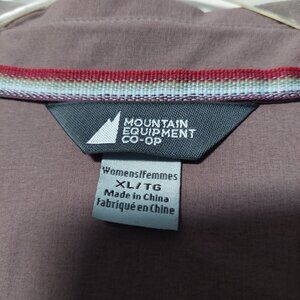 MOUNTAIN
EQUIPMENT
CO-OP
Womens/Femmes
XL/TG
Made in China
Fabriqué en Chine